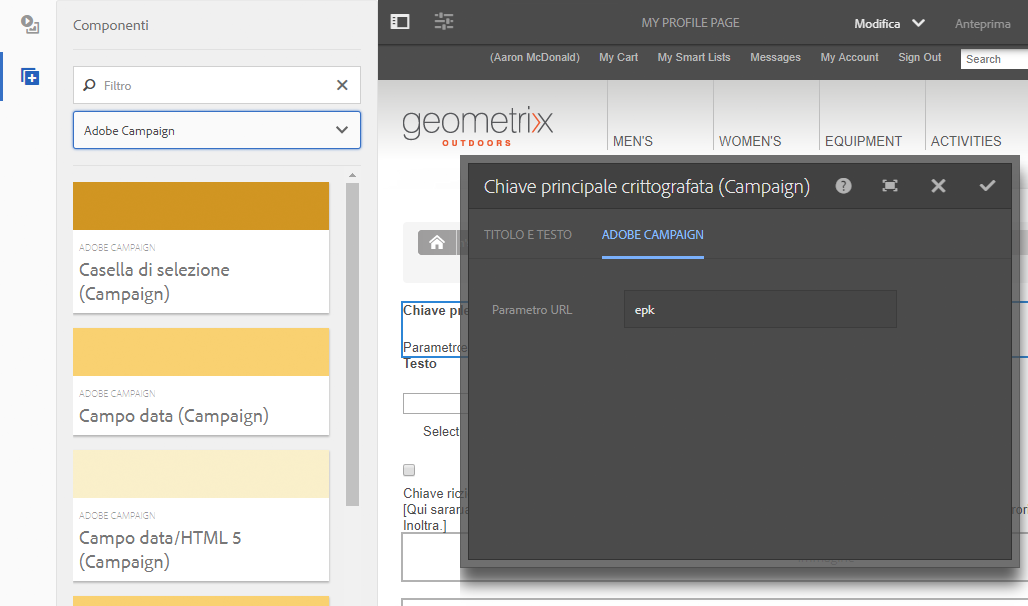 Componenti
Filtro
Adobe Campaign
ADOBE CAMPAIGN
Casella di selezione
(Campaign)
ADOBE CAMPAIGN
Campo data (Campaign)
ADOBE CAMPAIGN
Campo data/HTML 5
(Campaign)
MY PROFILE PAGE
Modifica
Anteprima
(Aaron McDonald) My Cart My Smart Lists Messages My Account Sign Out Search
geometrixx
OUTDOORS
MEN'S WOMEN'S EQUIPMENT ACTIVITIES
Chiave principale crittografata (Campaign)
TITOLO E TESTO ADOBE CAMPAIGN
Parametro URL epk
Chiave
Parametro
Testo
Select
Chiave
[Qui
Inoltra.]